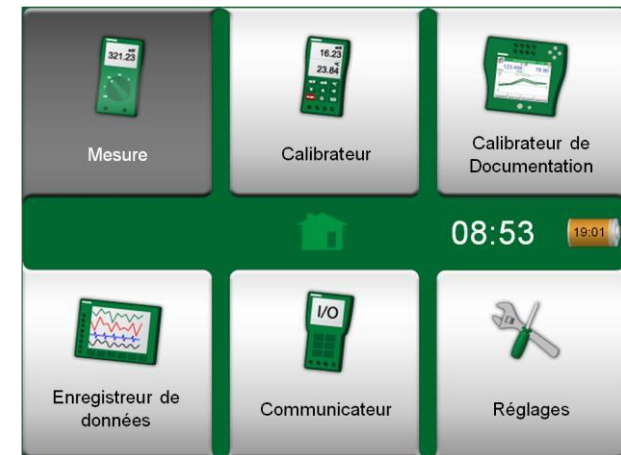 321.23
Mesure
16.23
23.84
Calibrateur
Calibrateur de
Documentation
08:53
19:01
Enregistreur de
données
I/O
Communicateur
Réglages